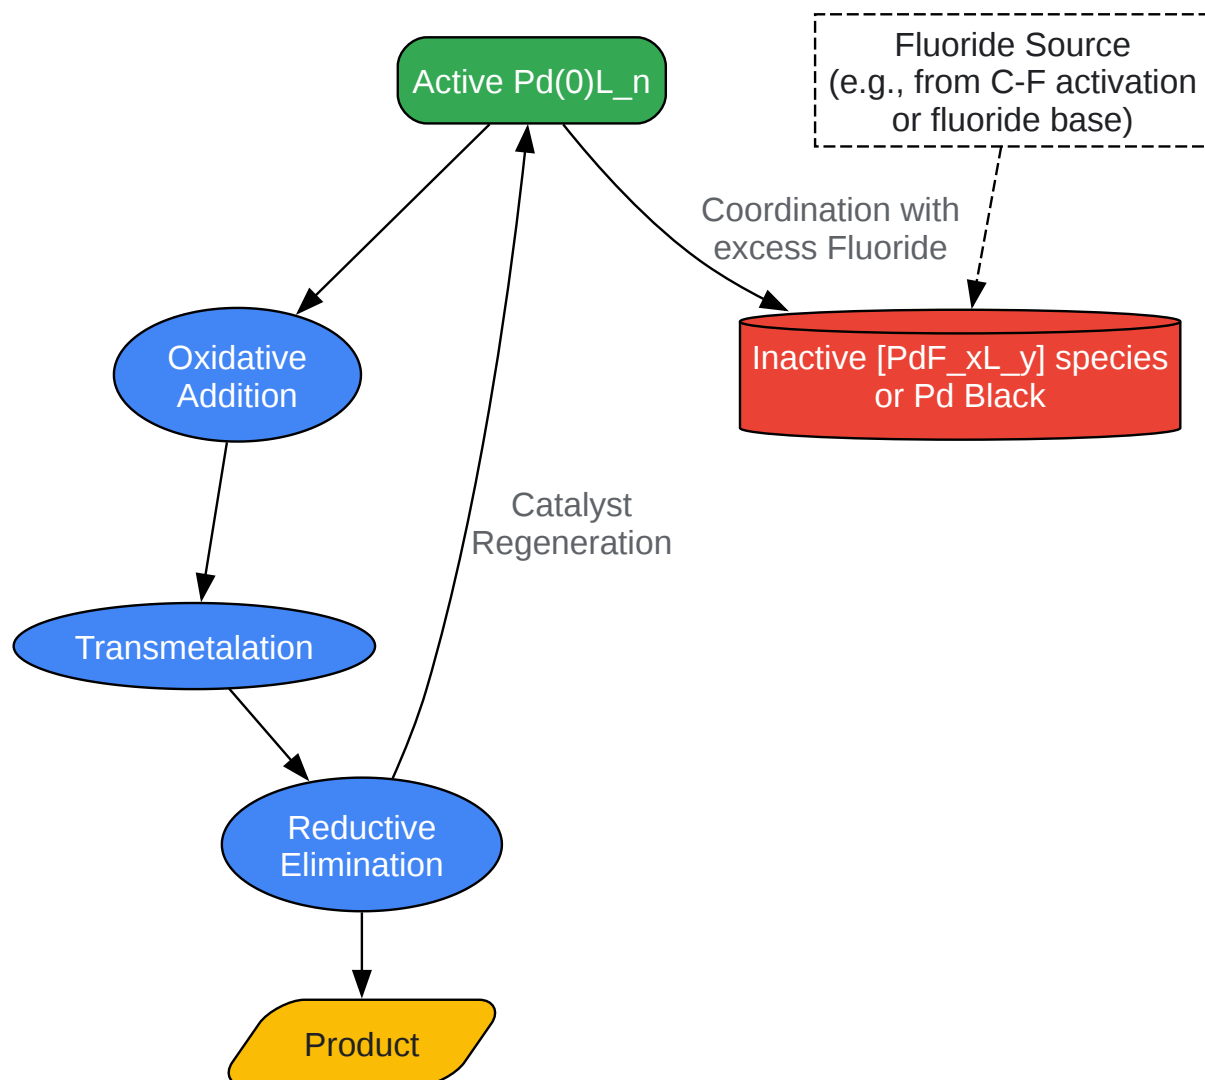 Active Pd(0)L_n
Fluoride Source
(e.g., from C-F activation
or fluoride base)
Coordination with
excess Fluoride
Oxidative
Addition
Inactive [PdF_xL_y] species
or Pd Black
Catalyst
Regeneration
Transmetalation
Reductive
Elimination
Product